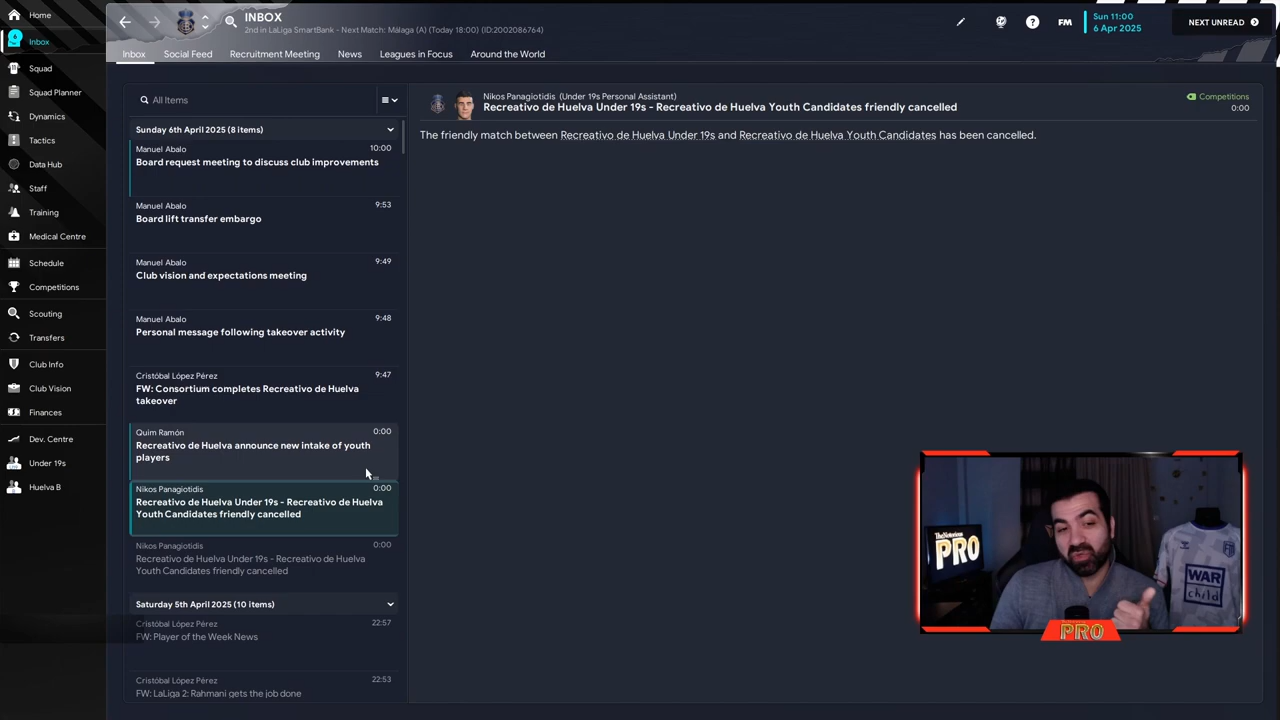 Home
Inbox
Squad
Squad Planner
Dynamics
Tactics
Data Hub
Staff
Training
Medical Centre
Schedule
Competitions
Scouting
Transfers
Club Info
Club Vision
Finances
Dev. Centre
Under 19s
Huelva B
INBOX
2nd in LaLiga SmartBank - Next Match: Málaga (A) (Today 18:00) (ID:2002086764)
FM
Sun 11:00
6 Apr 2025
NEXT UNREAD
Inbox
Social Feed
Recruitment Meeting
News
Leagues in Focus
Around the World
All Items
Sunday 6th April 2025 (8 items)
Manuel Abalo
10:00
Board request meeting to discuss club improvements
Manuel Abalo
9:53
Board lift transfer embargo
Manuel Abalo
9:49
Club vision and expectations meeting
Manuel Abalo
9:48
Personal message following takeover activity
Cristóbal López Pérez
9:47
FW: Consortium completes Recreativo de Huelva
takeover
Quim Ramón
0:00
Recreativo de Huelva announce new intake of youth
players
Nikos Panagiotidis
0:00
Recreativo de Huelva Under 19s - Recreativo de Huelva
Youth Candidates friendly cancelled
Nikos Panagiotidis
0:00
Recreativo de Huelva Under 19s - Recreativo de Huelva
Youth Candidates friendly cancelled
Saturday 5th April 2025 (10 items)
Cristóbal López Pérez
22:57
FW: Player of the Week News
Cristóbal López Pérez
22:53
FW: LaLiga 2: Rahmani gets the job done
Nikos Panagiotidis (Under 19s Personal Assistant)
Recreativo de Huelva Under 19s - Recreativo de Huelva Youth Candidates friendly cancelled
Competitions
0:00
The friendly match between Recreativo de Huelva Under 19s and Recreativo de Huelva Youth Candidates has been cancelled.
TheNotorious
PRO
WAR
child
PRO